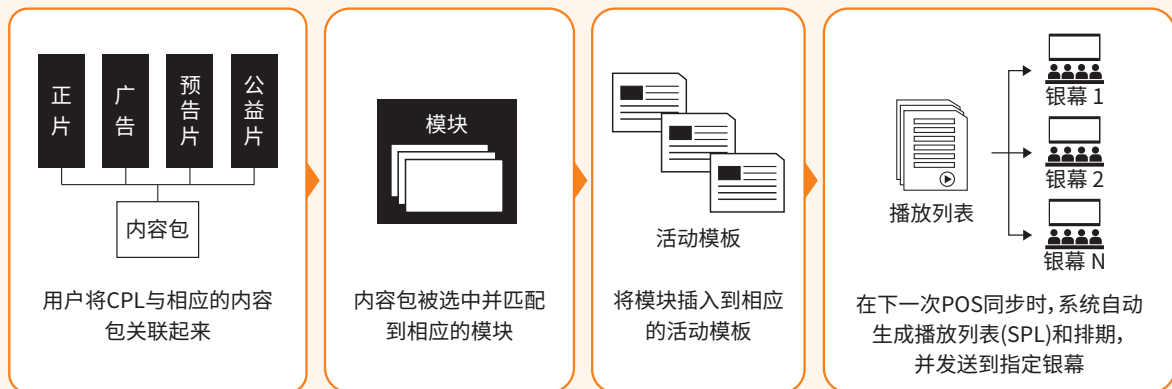 正片
广告
预告片
公益片
内容包
用户将CPL与相应的内容
包关联起来
模块
内容包被选中并匹配
到相应的模块
活动模板
将模块插入到相应
的活动模板
播放列表
银幕 1
银幕 2
银幕 N
在下一次POS同步时，系统自动
生成播放列表(SPL)和排期，
并发送到指定银幕